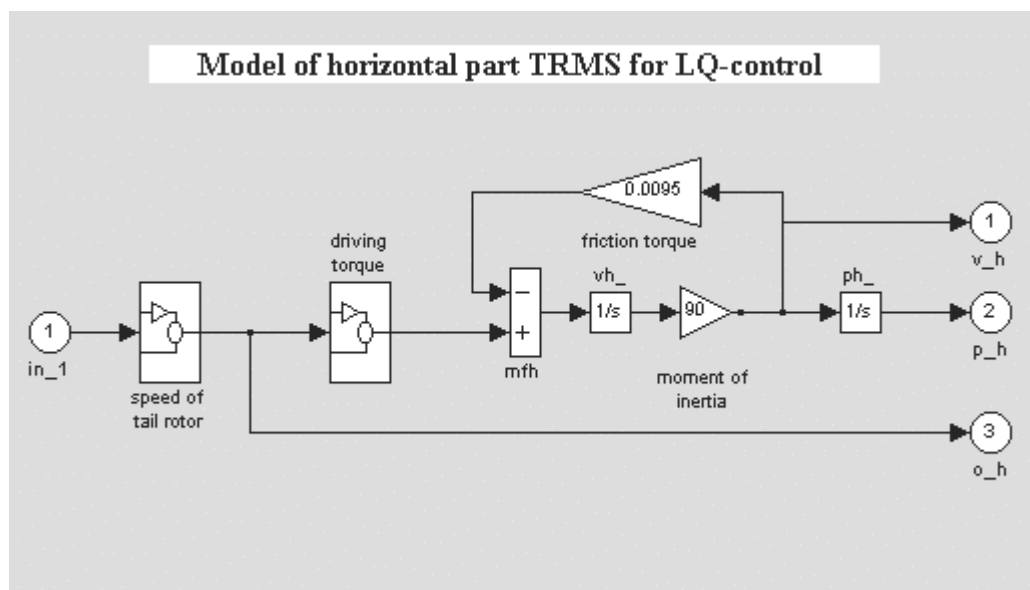 Model of horizontal part TRMS for LQ-control
0.0095
friction torque
1
v_h
driving
torque
vh_
ph_
1
in_1
−
+
mfh
1/s
90
1/s
2
p_h
speed of
tail rotor
moment of
inertia
3
o_h